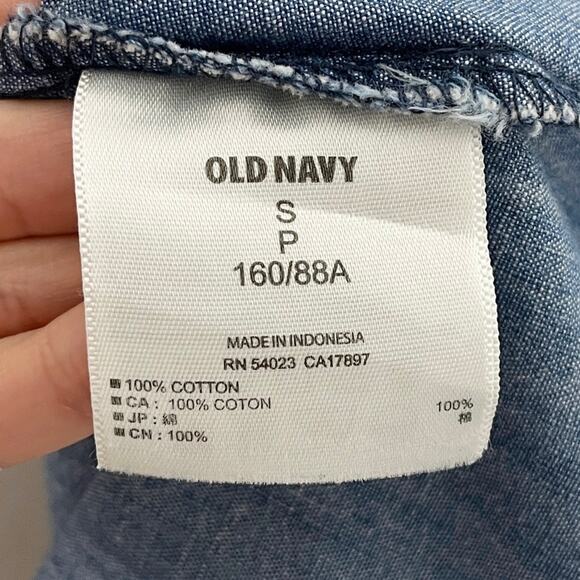 OLD NAVY
S
P
160/88A
MADE IN INDONESIA
RN 54023 CA17897
100% COTTON
CA : 100% COTON
JP : 綿 100%
CN : 100% 棉